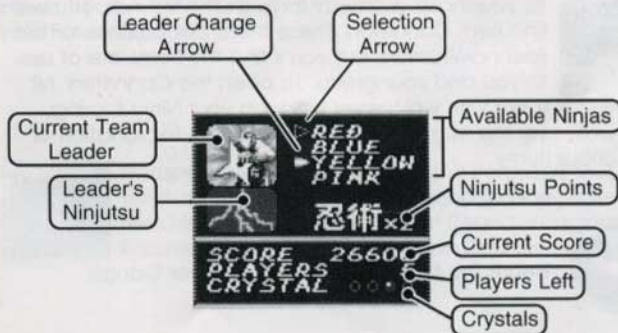 Leader Change
Arrow
Selection
Arrow
Current Team
Leader
Leader's
Ninjutsu
RED
BLUE
YELLOW
PINK
忍術×2
SCORE 26600
PLAYERS
CRYSTAL
Available Ninjas
Ninjutsu Points
Current Score
Players Left
Crystals